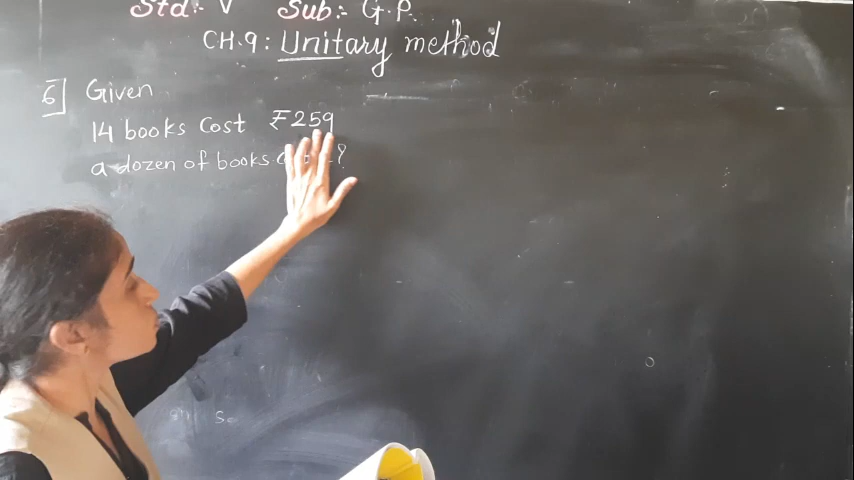 Std:- V Sub:- G.P.
CH.9: Unitary method
6] Given
14 books cost ₹259
a dozen of books ?